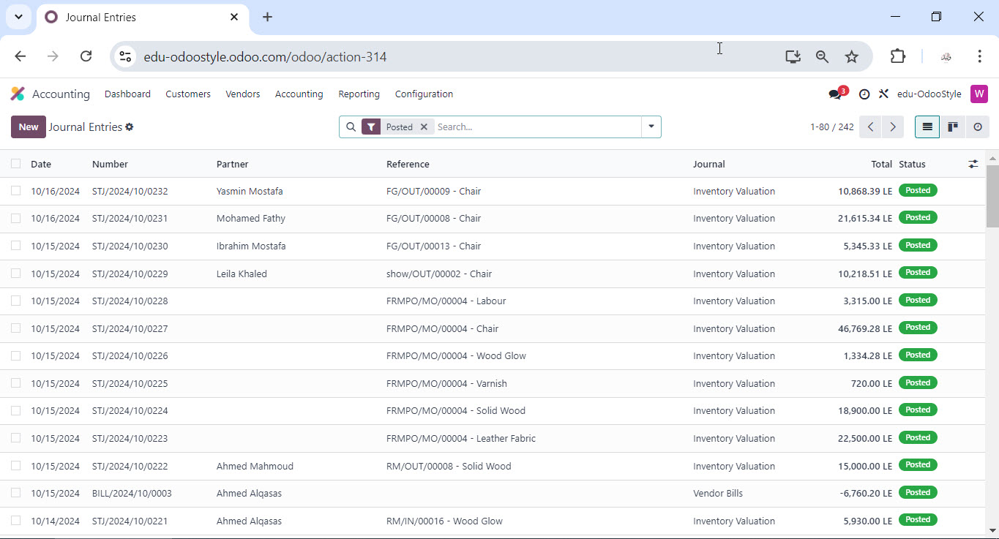 Journal Entries
edu-odoostyle.odoo.com/odoo/action-314
Accounting Dashboard Customers Vendors Accounting Reporting Configuration 3 edu-OdooStyle W
New Journal Entries Posted Search... 1-80 / 242
Date Number Partner Reference Journal Total Status
10/16/2024 STJ/2024/10/0232 Yasmin Mostafa FG/OUT/00009 - Chair Inventory Valuation 10,868.39 LE Posted
10/16/2024 STJ/2024/10/0231 Mohamed Fathy FG/OUT/00008 - Chair Inventory Valuation 21,615.34 LE Posted
10/15/2024 STJ/2024/10/0230 Ibrahim Mostafa FG/OUT/00013 - Chair Inventory Valuation 5,345.33 LE Posted
10/15/2024 STJ/2024/10/0229 Leila Khaled show/OUT/00002 - Chair Inventory Valuation 10,218.51 LE Posted
10/15/2024 STJ/2024/10/0228 FRMPO/MO/00004 - Labour Inventory Valuation 3,315.00 LE Posted
10/15/2024 STJ/2024/10/0227 FRMPO/MO/00004 - Chair Inventory Valuation 46,769.28 LE Posted
10/15/2024 STJ/2024/10/0226 FRMPO/MO/00004 - Wood Glow Inventory Valuation 1,334.28 LE Posted
10/15/2024 STJ/2024/10/0225 FRMPO/MO/00004 - Varnish Inventory Valuation 720.00 LE Posted
10/15/2024 STJ/2024/10/0224 FRMPO/MO/00004 - Solid Wood Inventory Valuation 18,900.00 LE Posted
10/15/2024 STJ/2024/10/0223 FRMPO/MO/00004 - Leather Fabric Inventory Valuation 22,500.00 LE Posted
10/15/2024 STJ/2024/10/0222 Ahmed Mahmoud RM/OUT/00008 - Solid Wood Inventory Valuation 15,000.00 LE Posted
10/15/2024 BILL/2024/10/0003 Ahmed Alqasas Vendor Bills -6,760.20 LE Posted
10/14/2024 STJ/2024/10/0221 Ahmed Alqasas RM/IN/00016 - Wood Glow Inventory Valuation 5,930.00 LE Posted